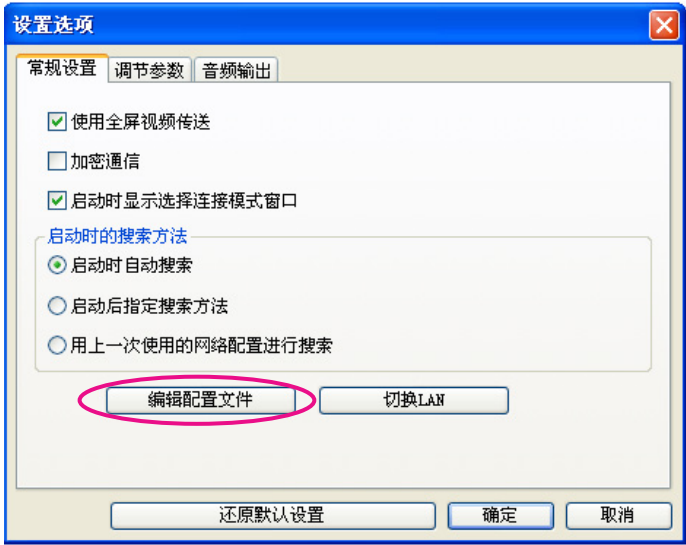 设置选项
常规设置 调节参数 音频输出
使用全屏视频传送
加密通信
启动时显示选择连接模式窗口
启动时的搜索方法
启动时自动搜索
启动后指定搜索方法
用上一次使用的网络配置进行搜索
编辑配置文件 切换LAN
还原默认设置 确定 取消